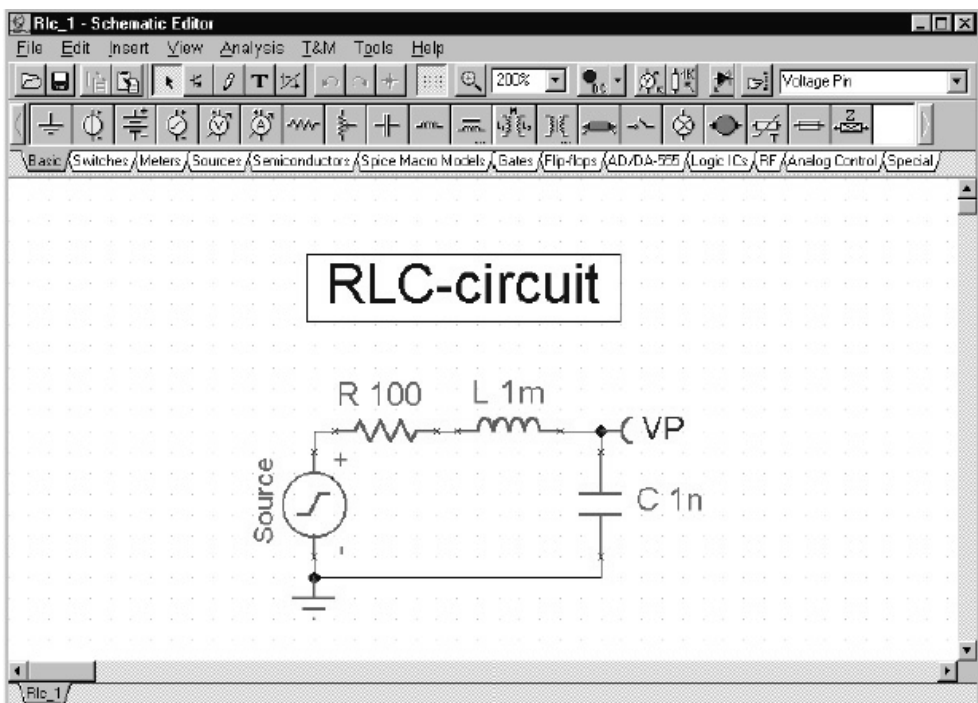 Rlc_1 - Schematic Editor
File Edit Insert View Analysis T&M Tools Help
T 200% DC 1K Voltage Pin
V A M Z
Basic Switches Meters Sources Semiconductors Spice Macro Models Gates Flip-flops AD/DA-555 Logic ICs RF Analog Control Special
RLC-circuit
R 100 L 1m
VP
+
Source
C 1n
-
Rlc_1